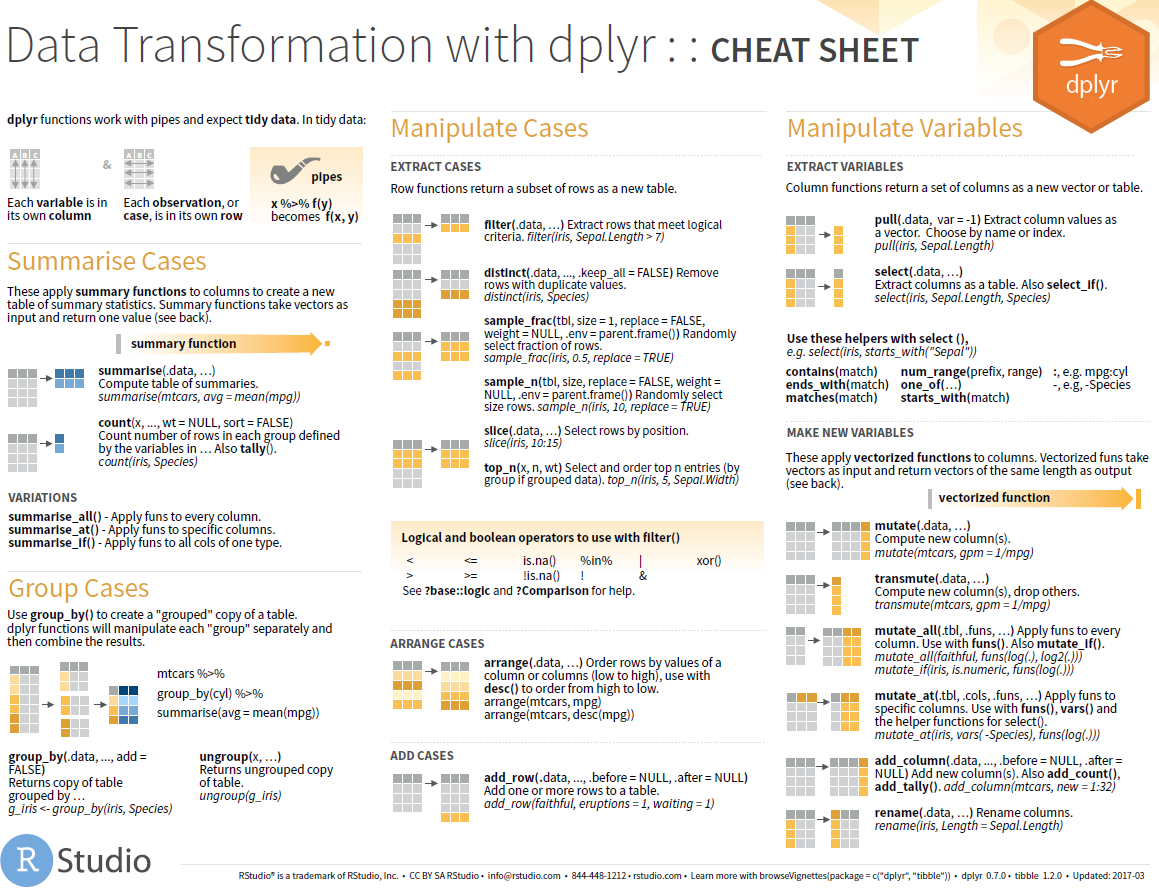 Data Transformation with dplyr : : CHEAT SHEET
dplyr
dplyr functions work with pipes and expect tidy data. In tidy data:
A B C
&
A B C
pipes
Each variable is in
its own column
Each observation, or
case, is in its own row
x %>% f(y)
becomes f(x, y)
Summarise Cases
These apply summary functions to columns to create a new
table of summary statistics. Summary functions take vectors as
input and return one value (see back).
summary function
summarise(.data, …)
Compute table of summaries.
summarise(mtcars, avg = mean(mpg))
count(x, ..., wt = NULL, sort = FALSE)
Count number of rows in each group defined
by the variables in … Also tally().
count(iris, Species)
VARIATIONS
summarise_all() - Apply funs to every column.
summarise_at() - Apply funs to specific columns.
summarise_if() - Apply funs to all cols of one type.
Group Cases
Use group_by() to create a "grouped" copy of a table.
dplyr functions will manipulate each "group" separately and
then combine the results.
mtcars %>%
group_by(cyl) %>%
summarise(avg = mean(mpg))
group_by(.data, ..., add =
FALSE)
Returns copy of table
grouped by …
g_iris <- group_by(iris, Species)
ungroup(x, …)
Returns ungrouped copy
of table.
ungroup(g_iris)
Manipulate Cases
EXTRACT CASES
Row functions return a subset of rows as a new table.
filter(.data, …) Extract rows that meet logical
criteria. filter(iris, Sepal.Length > 7)
distinct(.data, ..., .keep_all = FALSE) Remove
rows with duplicate values.
distinct(iris, Species)
sample_frac(tbl, size = 1, replace = FALSE,
weight = NULL, .env = parent.frame()) Randomly
select fraction of rows.
sample_frac(iris, 0.5, replace = TRUE)
sample_n(tbl, size, replace = FALSE, weight =
NULL, .env = parent.frame()) Randomly select
size rows. sample_n(iris, 10, replace = TRUE)
slice(.data, …) Select rows by position.
slice(iris, 10:15)
top_n(x, n, wt) Select and order top n entries (by
group if grouped data). top_n(iris, 5, Sepal.Width)
Logical and boolean operators to use with filter()
< <= is.na() %in% | xor()
> >= !is.na() ! &
See ?base::logic and ?Comparison for help.
ARRANGE CASES
arrange(.data, …) Order rows by values of a
column or columns (low to high), use with
desc() to order from high to low.
arrange(mtcars, mpg)
arrange(mtcars, desc(mpg))
ADD CASES
add_row(.data, ..., .before = NULL, .after = NULL)
Add one or more rows to a table.
add_row(faithful, eruptions = 1, waiting = 1)
Manipulate Variables
EXTRACT VARIABLES
Column functions return a set of columns as a new vector or table.
pull(.data, var = -1) Extract column values as
a vector. Choose by name or index.
pull(iris, Sepal.Length)
select(.data, …)
Extract columns as a table. Also select_if().
select(iris, Sepal.Length, Species)
Use these helpers with select (),
e.g. select(iris, starts_with("Sepal"))
contains(match) num_range(prefix, range) :, e.g. mpg:cyl
ends_with(match) one_of(…) -, e.g, -Species
matches(match) starts_with(match)
MAKE NEW VARIABLES
These apply vectorized functions to columns. Vectorized funs take
vectors as input and return vectors of the same length as output
(see back).
vectorized function
mutate(.data, …)
Compute new column(s).
mutate(mtcars, gpm = 1/mpg)
transmute(.data, …)
Compute new column(s), drop others.
transmute(mtcars, gpm = 1/mpg)
mutate_all(.tbl, .funs, …) Apply funs to every
column. Use with funs(). Also mutate_if().
mutate_all(faithful, funs(log(.), log2(.)))
mutate_if(iris, is.numeric, funs(log(.)))
mutate_at(.tbl, .cols, .funs, …) Apply funs to
specific columns. Use with funs(), vars() and
the helper functions for select().
mutate_at(iris, vars( -Species), funs(log(.)))
add_column(.data, ..., .before = NULL, .after =
NULL) Add new column(s). Also add_count(),
add_tally(). add_column(mtcars, new = 1:32)
rename(.data, …) Rename columns.
rename(iris, Length = Sepal.Length)
R Studio
RStudio® is a trademark of RStudio, Inc. • CC BY SA RStudio • info@rstudio.com • 844-448-1212 • rstudio.com • Learn more with browseVignettes(package = c("dplyr", "tibble")) • dplyr 0.7.0 • tibble 1.2.0 • Updated: 2017-03